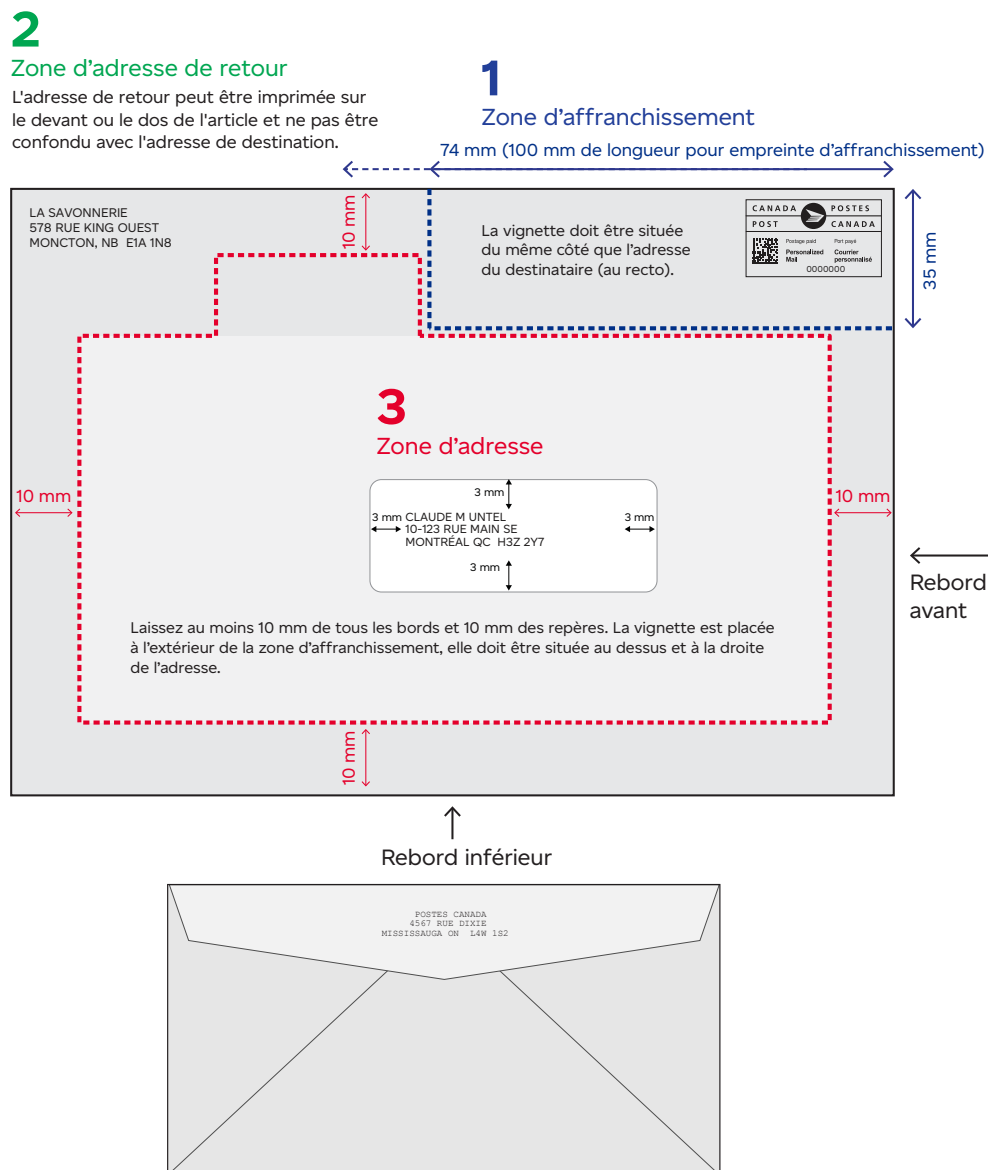 2
Zone d'adresse de retour
L'adresse de retour peut être imprimée sur
le devant ou le dos de l'article et ne pas être
confondu avec l'adresse de destination.
1
Zone d'affranchissement
74 mm (100 mm de longueur pour empreinte d'affranchissement)
LA SAVONNERIE
578 RUE KING OUEST
MONCTON, NB  E1A 1N8
10 mm
La vignette doit être située
du même côté que l'adresse
du destinataire (au recto).
CANADA POSTES
POST CANADA
Postage paid Port payé
Personalized Courrier
Mail personnalisé
0000000
35 mm
3
Zone d'adresse
10 mm
10 mm
3 mm
3 mm CLAUDE M UNTEL 3 mm
10-123 RUE MAIN SE
MONTRÉAL QC  H3Z 2Y7
3 mm
Rebord
avant
Laissez au moins 10 mm de tous les bords et 10 mm des repères. La vignette est placée
à l'extérieur de la zone d'affranchissement, elle doit être située au dessus et à la droite
de l'adresse.
10 mm
Rebord inférieur
POSTES CANADA
4567 RUE DIXIE
MISSISSAUGA ON  L4W 1S2